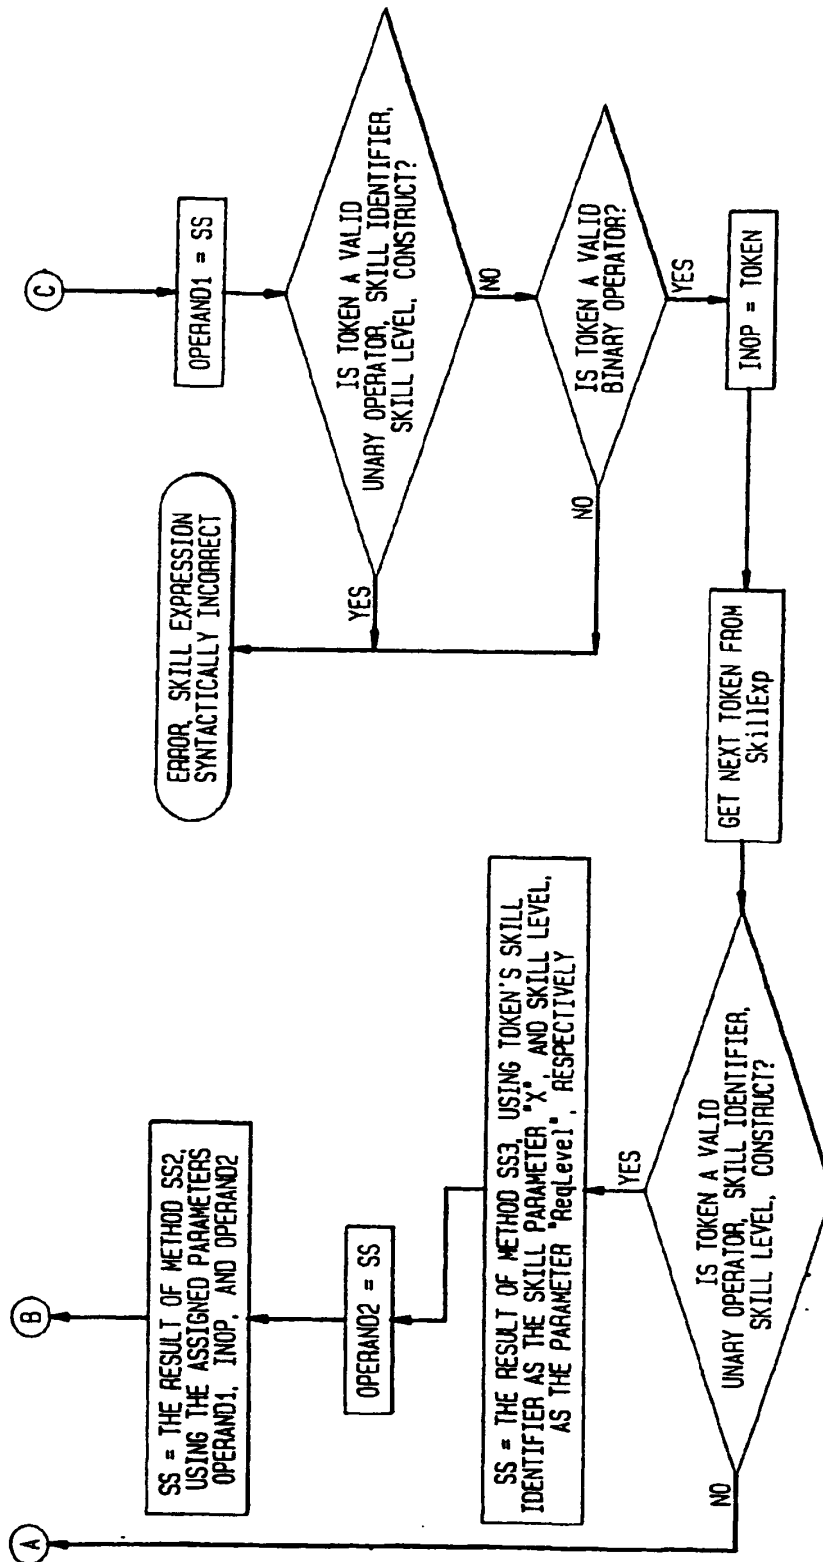 C
OPERAND1 = SS
IS TOKEN A VALID
UNARY OPERATOR, SKILL IDENTIFIER,
SKILL LEVEL, CONSTRUCT?
YES
NO
ERROR, SKILL EXPRESSION
SYNTACTICALLY INCORRECT
IS TOKEN A VALID
BINARY OPERATOR?
NO
YES
INOP = TOKEN
GET NEXT TOKEN FROM
SkillExp
IS TOKEN A VALID
UNARY OPERATOR, SKILL IDENTIFIER,
SKILL LEVEL, CONSTRUCT?
YES
NO
SS = THE RESULT OF METHOD SS3, USING TOKEN'S SKILL
IDENTIFIER AS THE SKILL PARAMETER "X", AND SKILL LEVEL,
AS THE PARAMETER "ReqLevel", RESPECTIVELY
OPERAND2 = SS
SS = THE RESULT OF METHOD SS2,
USING THE ASSIGNED PARAMETERS
OPERAND1, INOP, AND OPERAND2
B
A